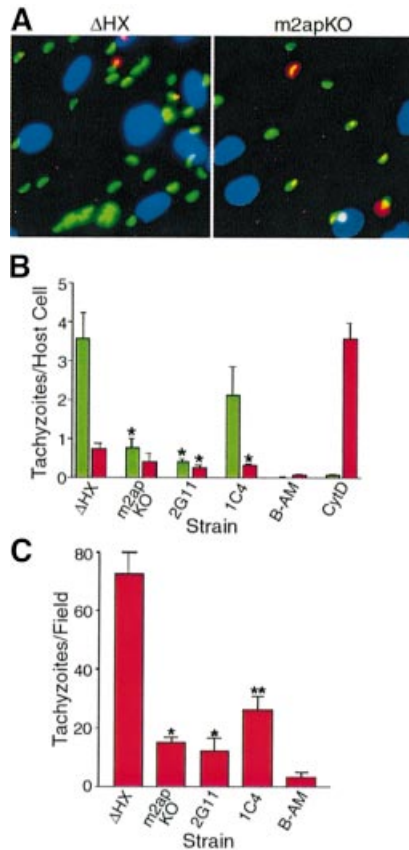 A
ΔHX m2apKO
B
Tachyzoites/Host Cell
5
4
3
2
1
0
* * * *
ΔHX m2ap KO 2G11 1C4 B-AM CytD
Strain
C
Tachyzoites/Field
80
60
40
20
0
* * **
ΔHX m2ap KO 2G11 1C4 B-AM
Strain